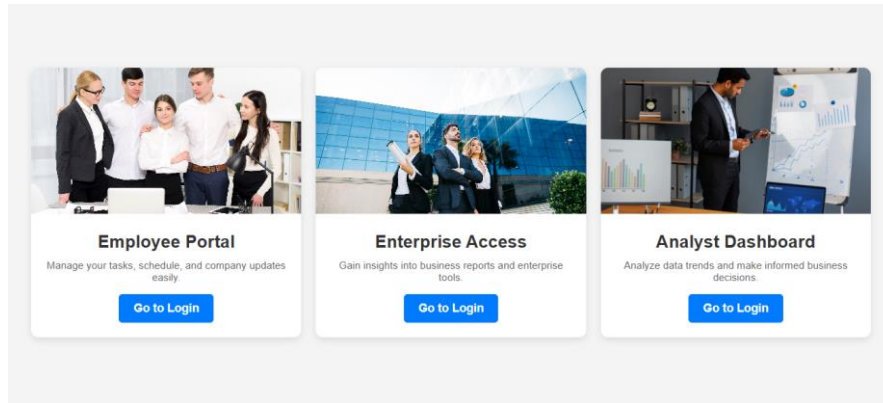 Employee Portal
Manage your tasks, schedule, and company updates
easily.
Go to Login
Enterprise Access
Gain insights into business reports and enterprise
tools.
Go to Login
Analyst Dashboard
Analyze data trends and make informed business
decisions.
Go to Login